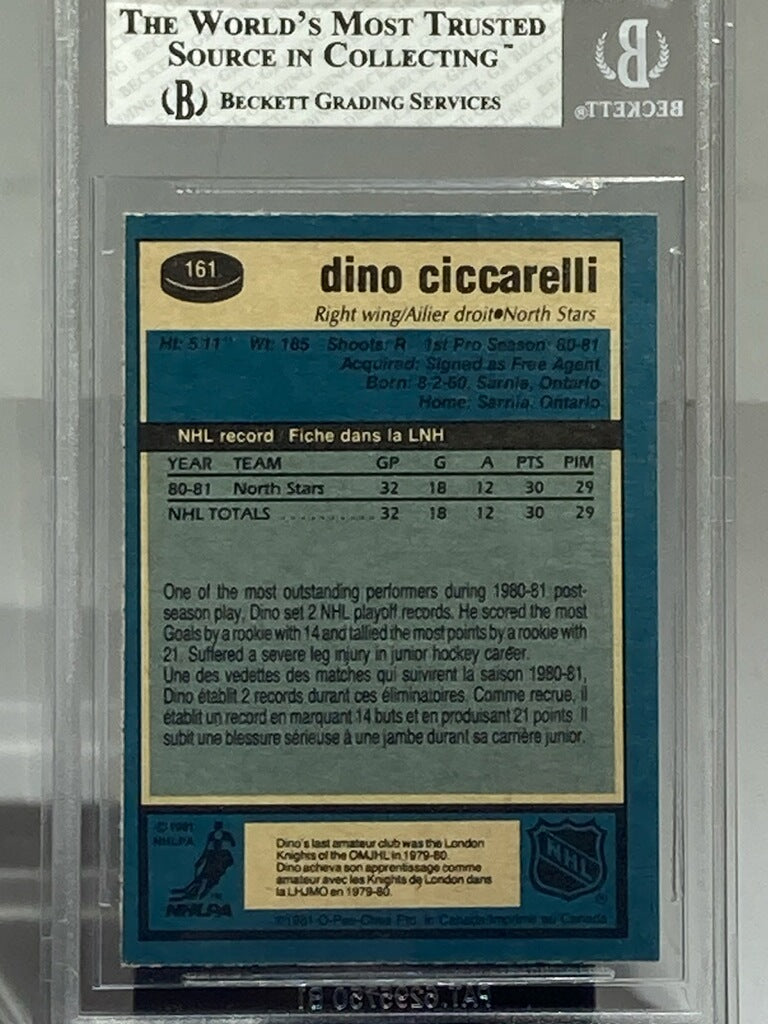 THE WORLD'S MOST TRUSTED
SOURCE IN COLLECTING™
(B) BECKETT GRADING SERVICES
B
BECKETT®
161
dino ciccarelli
Right wing/Ailier droit•North Stars
Ht: 5'11" Wt: 185 Shoots: R 1st Pro Season: 80-81
Acquired: Signed as Free Agent
Born: 8-2-60, Sarnia, Ontario
Home: Sarnia, Ontario
NHL record / Fiche dans la LNH
YEAR TEAM GP G A PTS PIM
80-81 North Stars 32 18 12 30 29
NHL TOTALS 32 18 12 30 29
One of the most outstanding performers during 1980-81 post-
season play, Dino set 2 NHL playoff records. He scored the most
Goals by a rookie with 14 and tallied the most points by a rookie with
21. Suffered a severe leg injury in junior hockey career.
Une des vedettes des matches qui suivirent la saison 1980-81,
Dino établit 2 records durant ces éliminatoires. Comme recrue, il
établit un record en marquant 14 buts et en produisant 21 points. Il
subit une blessure sérieuse à une jambe durant sa carrière junior.
© 1981
NHLPA
NHLPA
Dino's last amateur club was the London
Knights of the OMJHL in 1979-80.
Dino acheva son apprentissage comme
amateur avec les Knights de London dans
la LHJMO en 1979-80.
NHL
®
©1981 O-Pee-Chee Ptd. in Canada/Imprimé au Canada
PAT. 6295750 B1